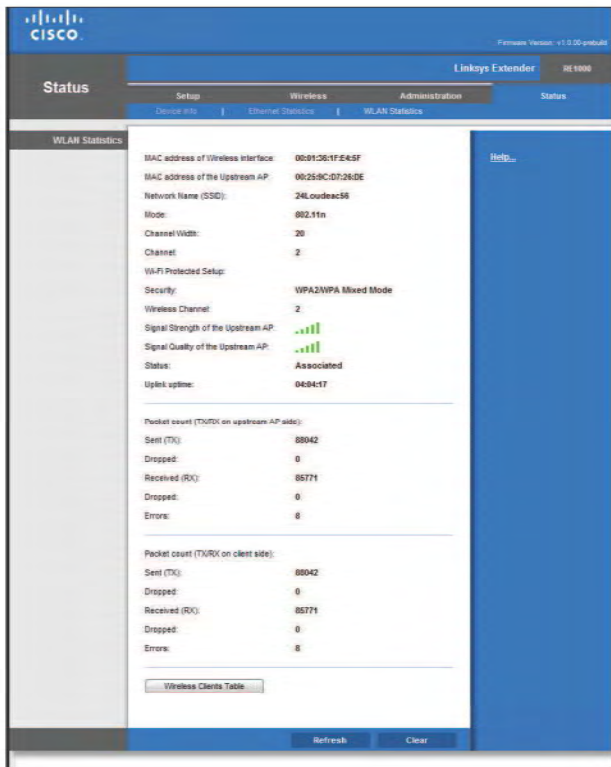 CISCO
Firmware Version: v1.0.00-prebuild
Linksys Extender RE1000
Status
Setup Wireless Administration Status
Device Info | Ethernet Statistics | WLAN Statistics
WLAN Statistics
MAC address of Wireless interface: 00:01:36:1F:E4:5F
Help...
MAC address of the Upstream AP: 00:25:9C:D7:26:DE
Network Name (SSID): 24Loudeac56
Mode: 802.11n
Channel Width: 20
Channel: 2
Wi-Fi Protected Setup:
Security: WPA2/WPA Mixed Mode
Wireless Channel: 2
Signal Strength of the Upstream AP:
Signal Quality of the Upstream AP:
Status: Associated
Uplink uptime: 04:04:17
Packet count (TX/RX on upstream AP side):
Sent (TX): 88042
Dropped: 0
Received (RX): 85771
Dropped: 0
Errors: 8
Packet count (TX/RX on client side):
Sent (TX): 88042
Dropped: 0
Received (RX): 85771
Dropped: 0
Errors: 8
Wireless Clients Table
Refresh Clear